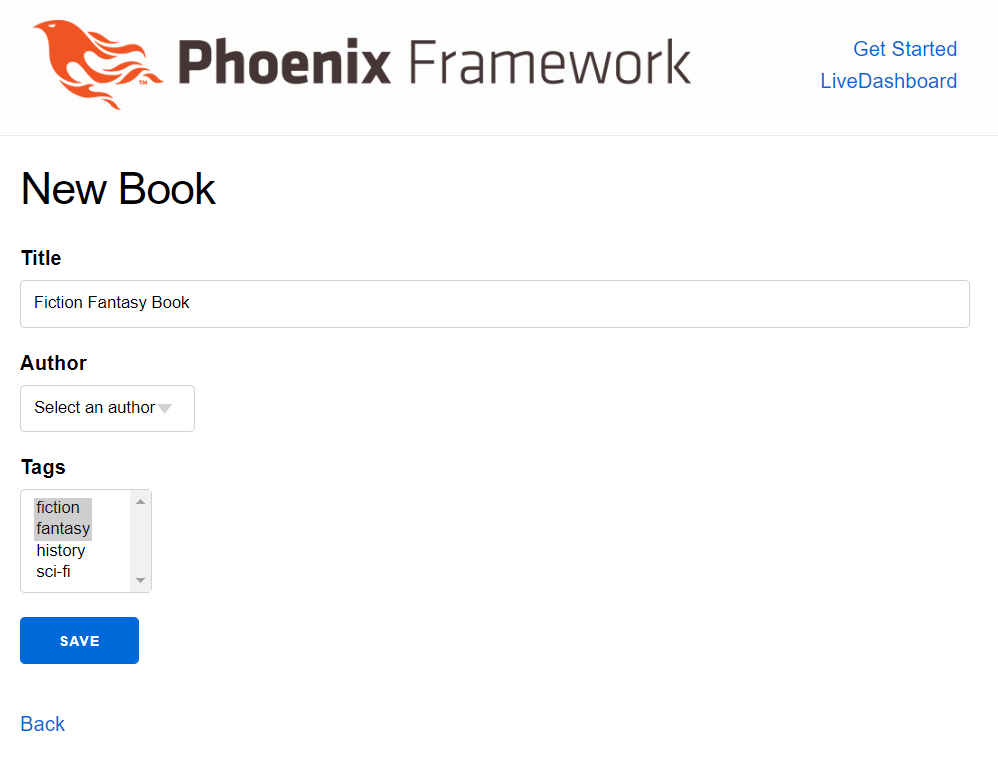 Phoenix Framework™
Get Started
LiveDashboard
New Book
Title
Fiction Fantasy Book
Author
Select an author
Tags
fiction
fantasy
history
sci-fi
SAVE
Back